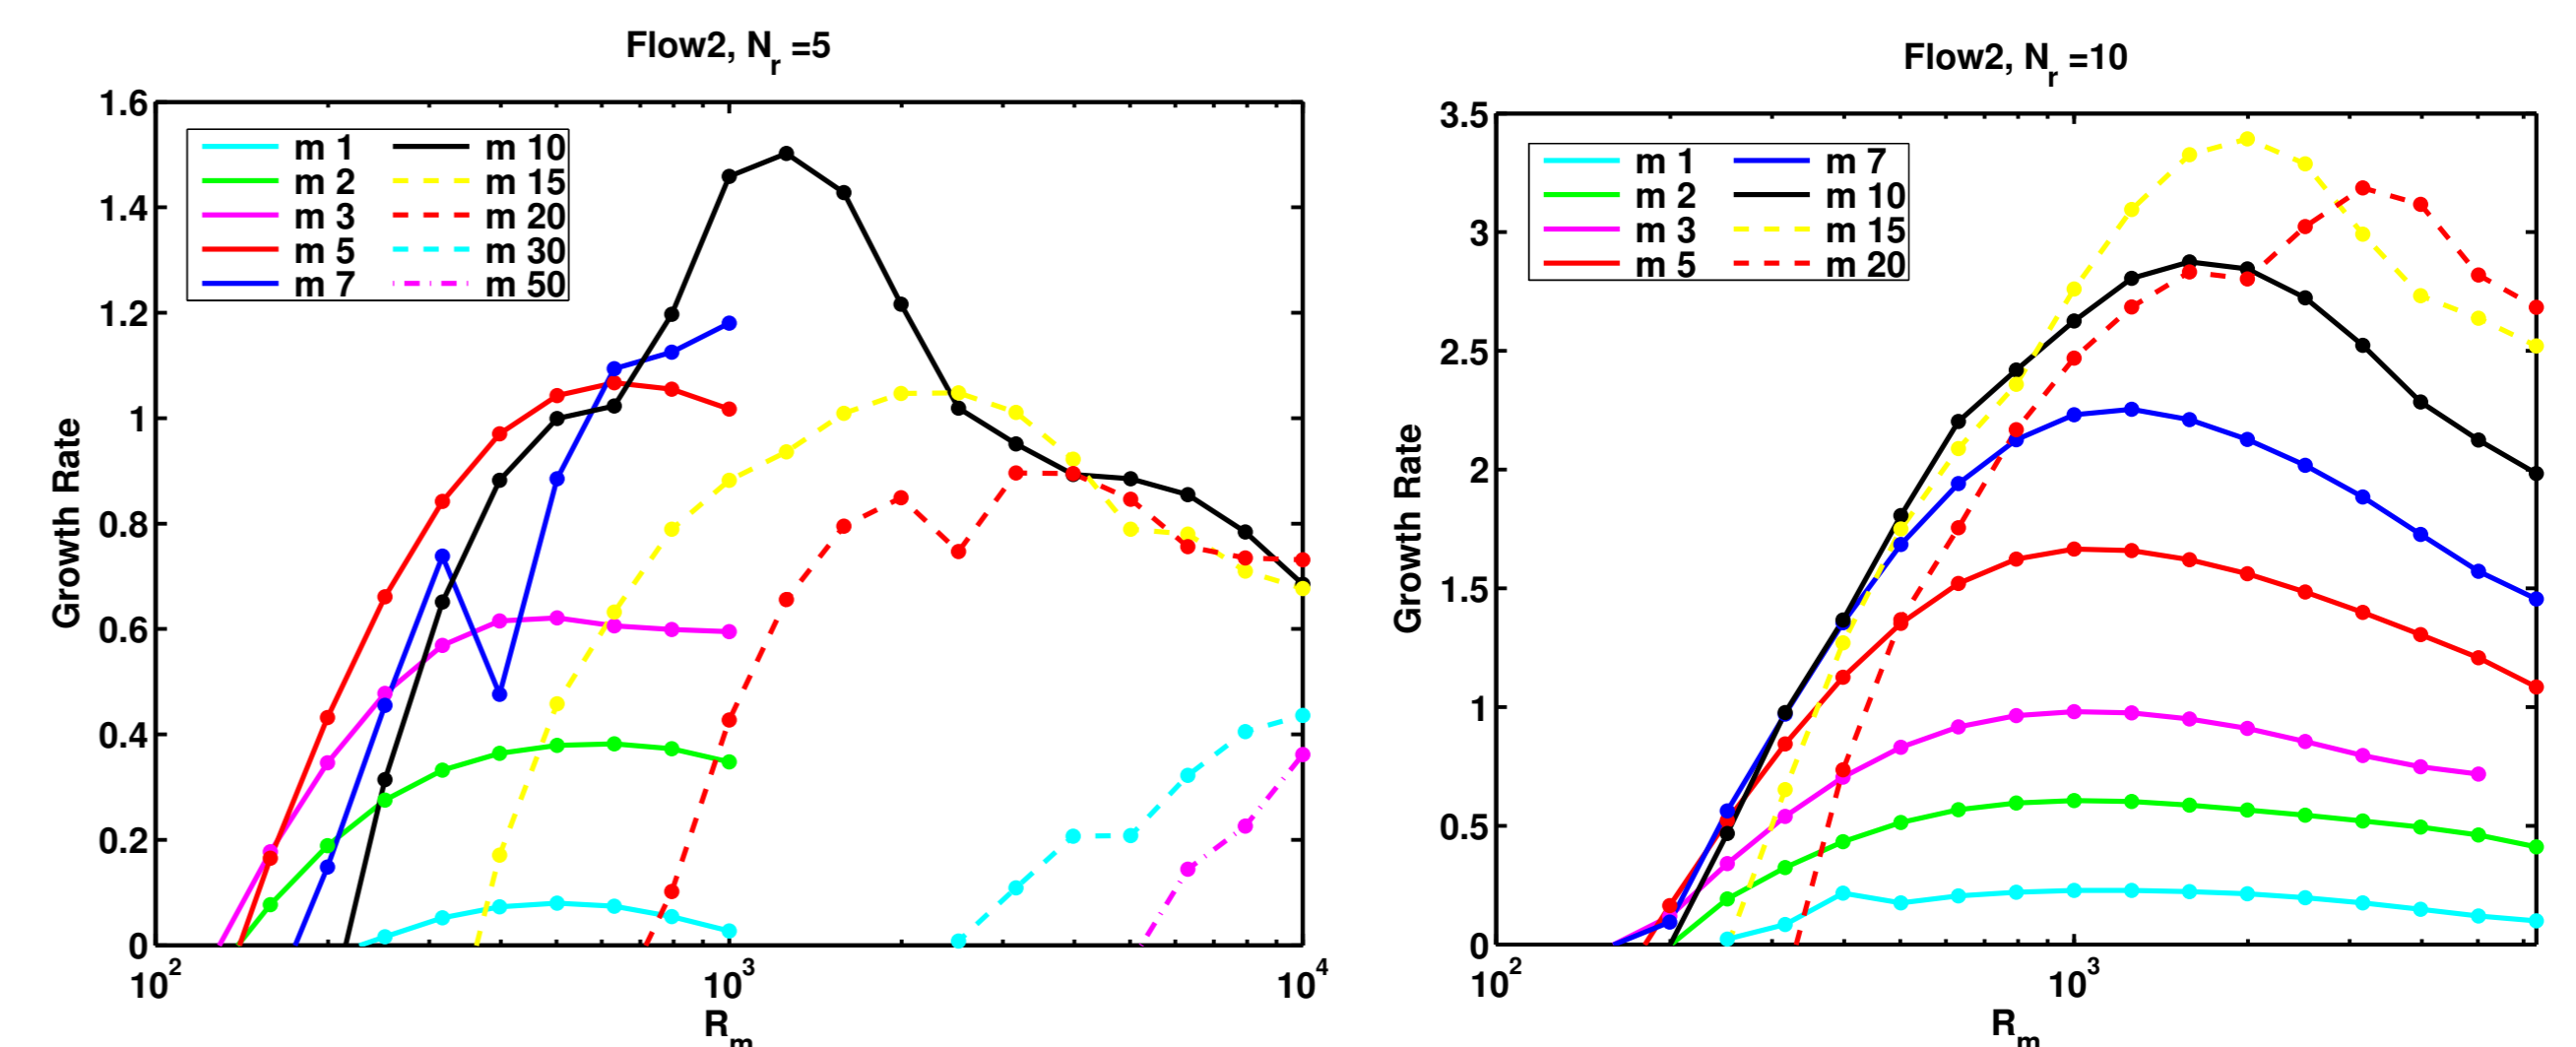 Flow2, N_r =5
1.6
1.4
1.2
1
0.8
0.6
0.4
0.2
0
Growth Rate
m 1 m 10
m 2 m 15
m 3 m 20
m 5 m 30
m 7 m 50
10^2 10^3 10^4
R_m
Flow2, N_r =10
3.5
3
2.5
2
1.5
1
0.5
0
Growth Rate
m 1 m 7
m 2 m 10
m 3 m 15
m 5 m 20
10^2 10^3
R_m